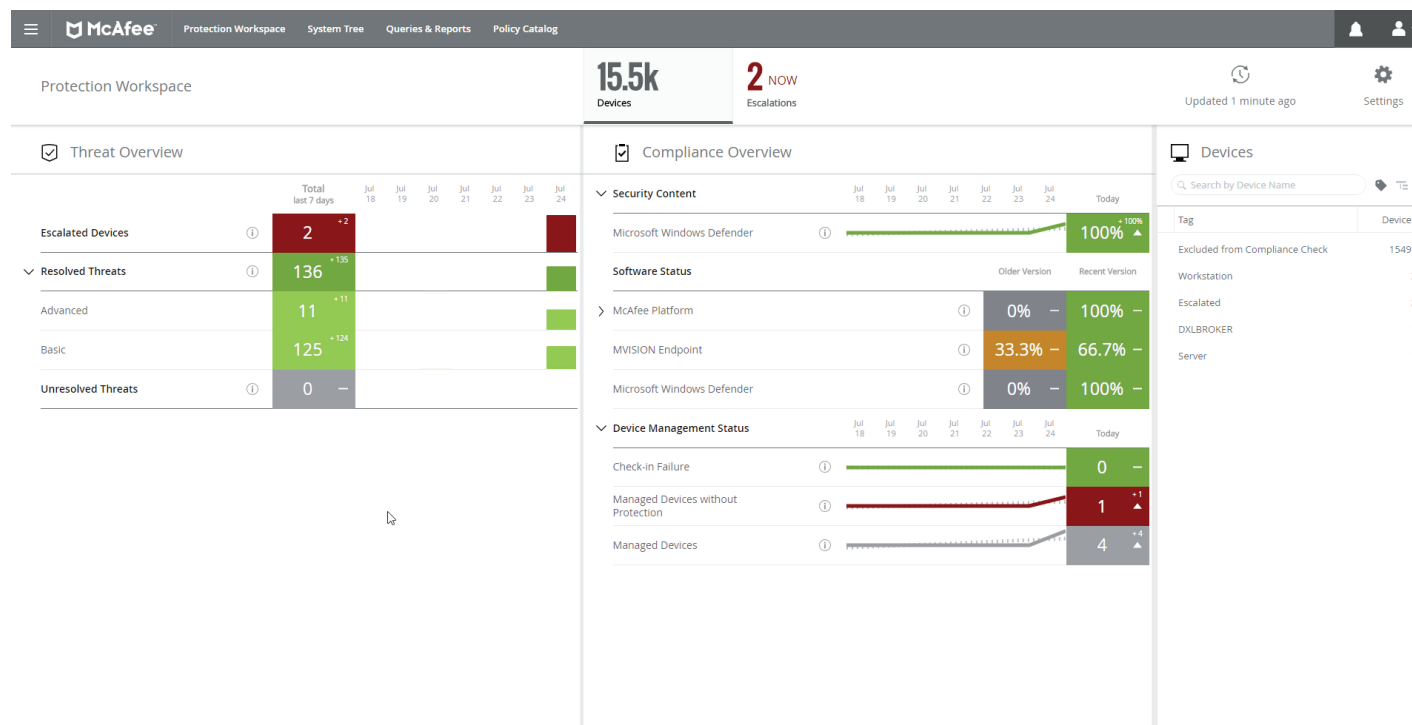 McAfee Protection Workspace System Tree Queries & Reports Policy Catalog
Protection Workspace
15.5k
Devices
2 NOW
Escalations
Updated 1 minute ago
Settings
Threat Overview
Total
last 7 days
Jul 18 Jul 19 Jul 20 Jul 21 Jul 22 Jul 23 Jul 24
Escalated Devices 2 +2
Resolved Threats 136 +135
Advanced 11 +11
Basic 125 +124
Unresolved Threats 0 –
Compliance Overview
Security Content Jul 18 Jul 19 Jul 20 Jul 21 Jul 22 Jul 23 Jul 24 Today
Microsoft Windows Defender 100% +100%
Software Status Older Version Recent Version
McAfee Platform 0% – 100% –
MVISION Endpoint 33.3% – 66.7% –
Microsoft Windows Defender 0% – 100% –
Device Management Status Jul 18 Jul 19 Jul 20 Jul 21 Jul 22 Jul 23 Jul 24 Today
Check-in Failure 0 –
Managed Devices without
Protection 1 +1
Managed Devices 4 +4
Devices
Search by Device Name
Tag Device
Excluded from Compliance Check 1549
Workstation
Escalated
DXLBROKER
Server